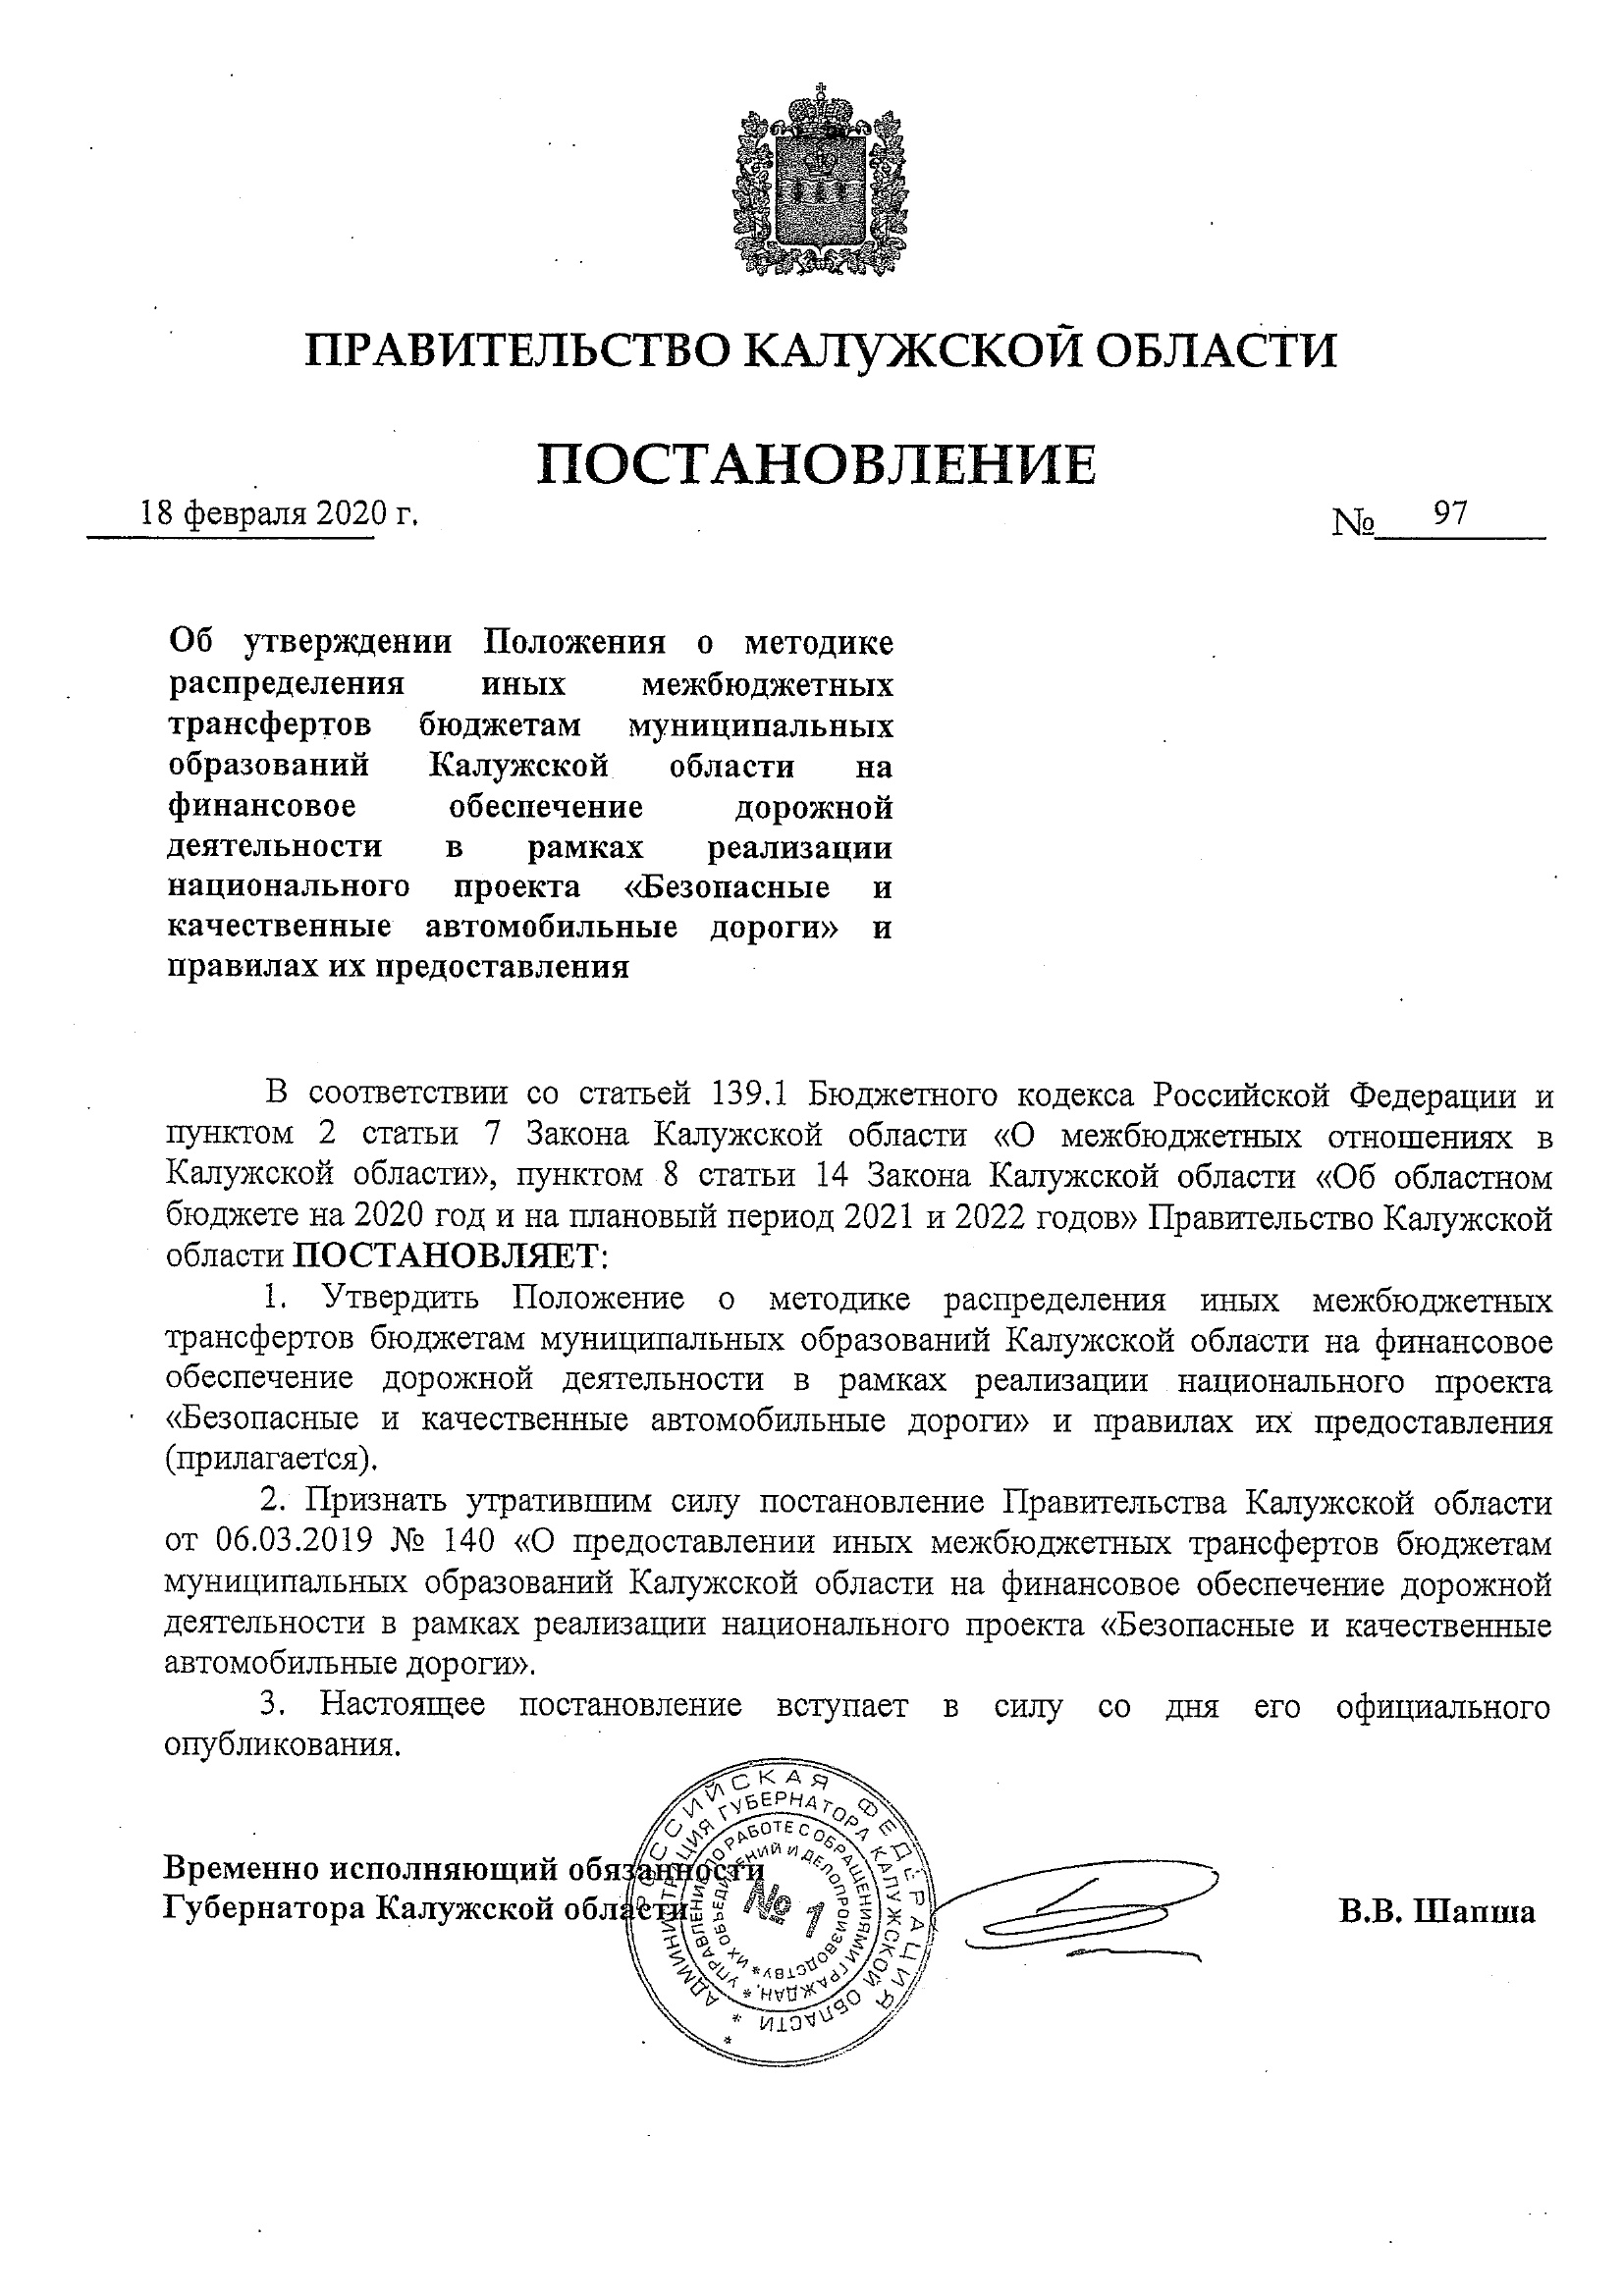 ПРАВИТЕЛЬСТВО КАЛУЖСКОЙ ОБЛАСТИ
ПОСТАНОВЛЕНИЕ
18 февраля 2020 г.
№ 97
Об утверждении Положения о методике
распределения иных межбюджетных
трансфертов бюджетам муниципальных
образований Калужской области на
финансовое обеспечение дорожной
деятельности в рамках реализации
национального проекта «Безопасные и
качественные автомобильные дороги» и
правилах их предоставления
В соответствии со статьей 139.1 Бюджетного кодекса Российской Федерации и
пунктом 2 статьи 7 Закона Калужской области «О межбюджетных отношениях в
Калужской области», пунктом 8 статьи 14 Закона Калужской области «Об областном
бюджете на 2020 год и на плановый период 2021 и 2022 годов» Правительство Калужской
области ПОСТАНОВЛЯЕТ:
1. Утвердить Положение о методике распределения иных межбюджетных
трансфертов бюджетам муниципальных образований Калужской области на финансовое
обеспечение дорожной деятельности в рамках реализации национального проекта
«Безопасные и качественные автомобильные дороги» и правилах их предоставления
(прилагается).
2. Признать утратившим силу постановление Правительства Калужской области
от 06.03.2019 № 140 «О предоставлении иных межбюджетных трансфертов бюджетам
муниципальных образований Калужской области на финансовое обеспечение дорожной
деятельности в рамках реализации национального проекта «Безопасные и качественные
автомобильные дороги».
3. Настоящее постановление вступает в силу со дня его официального
опубликования.
Временно исполняющий обязанности
Губернатора Калужской области
В.В. Шапша
РОССИЙСКАЯ ФЕДЕРАЦИЯ *
АДМИНИСТРАЦИЯ ГУБЕРНАТОРА КАЛУЖСКОЙ ОБЛАСТИ *
УПРАВЛЕНИЕ ПО РАБОТЕ С ОБРАЩЕНИЯМИ ГРАЖДАН, *
ИХ ОБЪЕДИНЕНИЙ И ДЕЛОПРОИЗВОДСТВУ *
№ 1